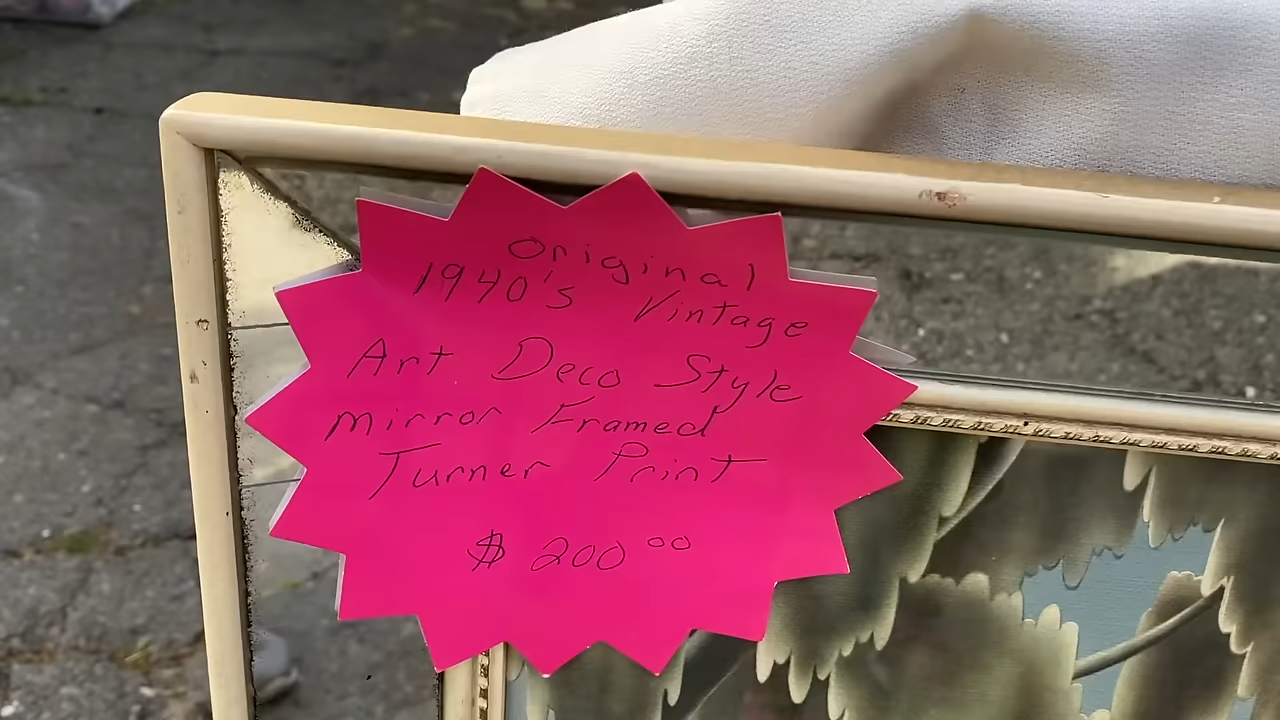 Original
1940's Vintage
Art Deco Style
Mirror Framed
Turner Print
$ 200 00